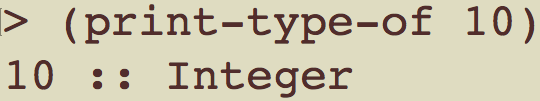 > (print-type-of 10)
10 :: Integer